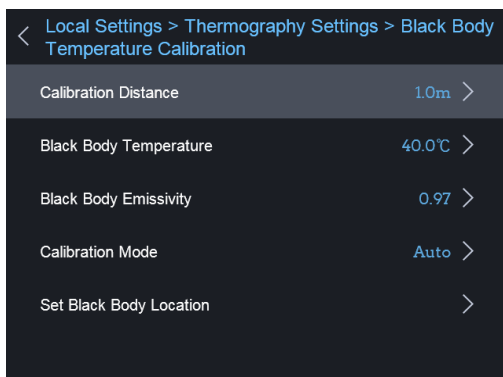 Local Settings > Thermography Settings > Black Body
Temperature Calibration
Calibration Distance 1.0m
Black Body Temperature 40.0℃
Black Body Emissivity 0.97
Calibration Mode Auto
Set Black Body Location